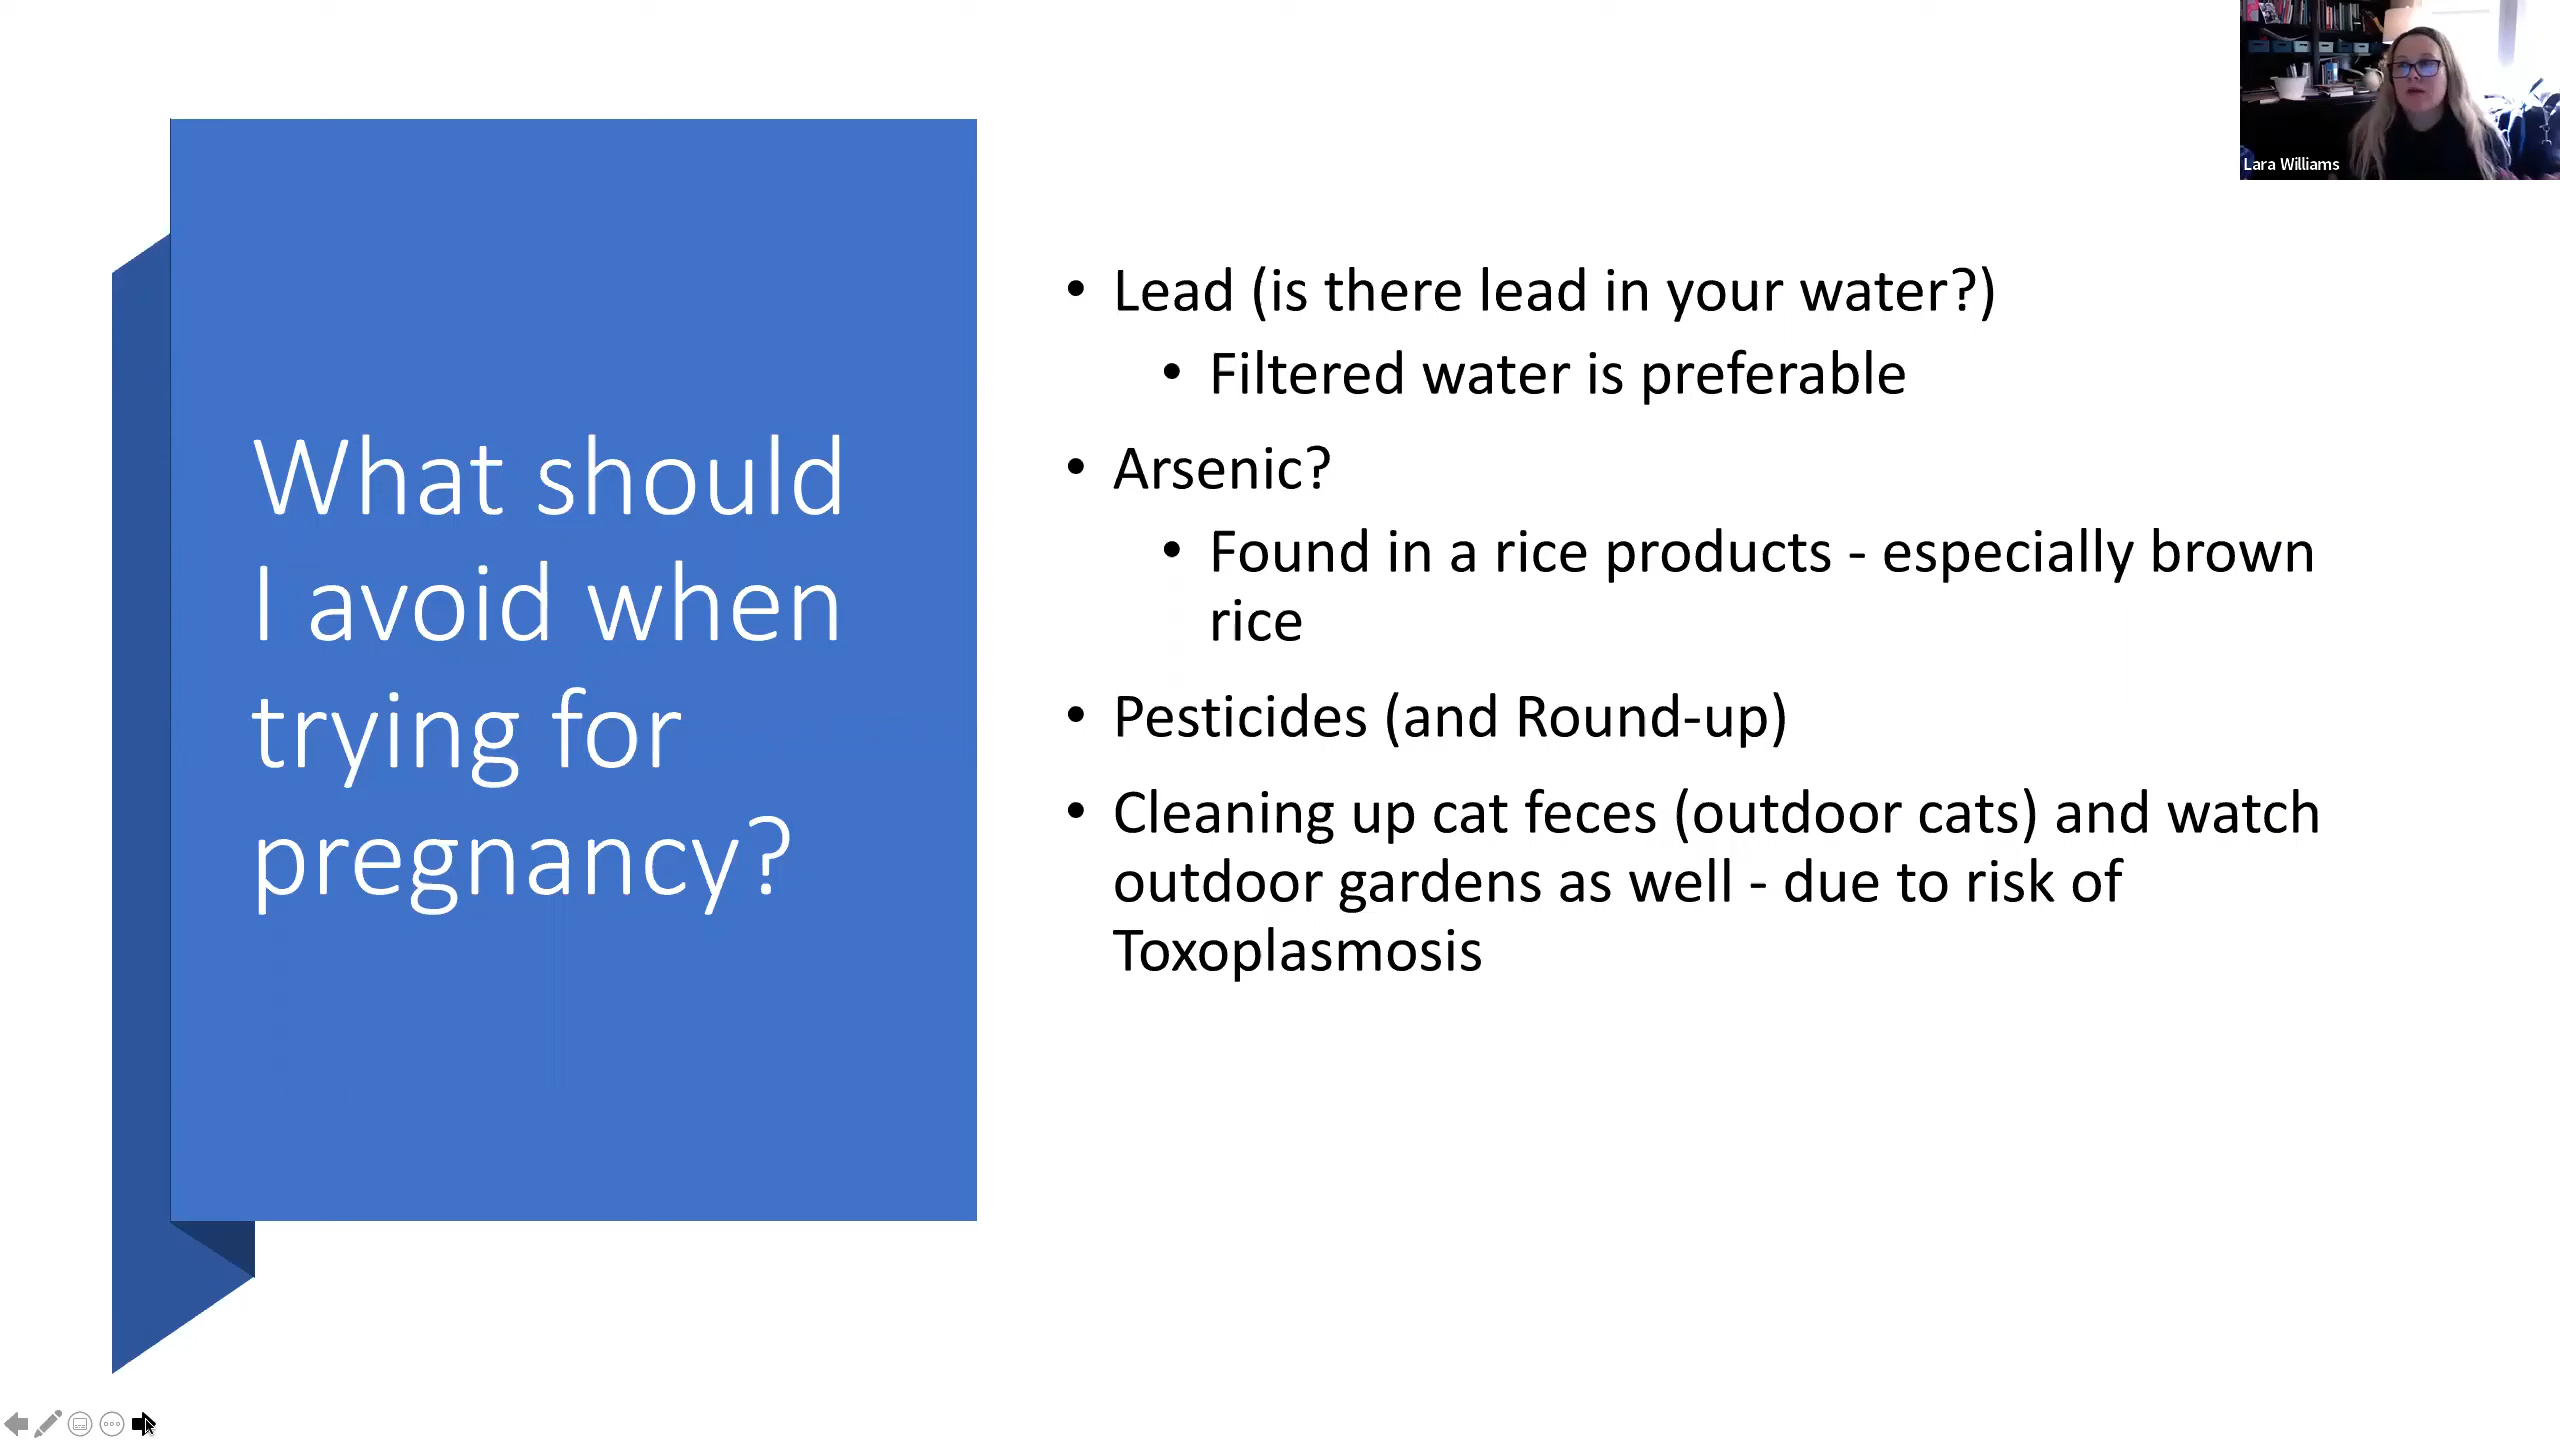 Lara Williams
What should
I avoid when
trying for
pregnancy?
• Lead (is there lead in your water?)
• Filtered water is preferable
• Arsenic?
• Found in a rice products - especially brown
rice
• Pesticides (and Round-up)
• Cleaning up cat feces (outdoor cats) and watch
outdoor gardens as well - due to risk of
Toxoplasmosis